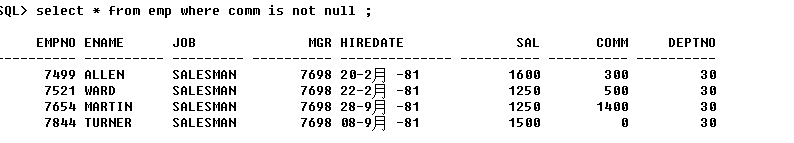 SQL> select * from emp where comm is not null ;
EMPNO ENAME JOB MGR HIREDATE SAL COMM DEPTNO
---------- ---------- --------- ---------- -------------- ---------- ---------- ----------
7499 ALLEN SALESMAN 7698 20-2月 -81 1600 300 30
7521 WARD SALESMAN 7698 22-2月 -81 1250 500 30
7654 MARTIN SALESMAN 7698 28-9月 -81 1250 1400 30
7844 TURNER SALESMAN 7698 08-9月 -81 1500 0 30